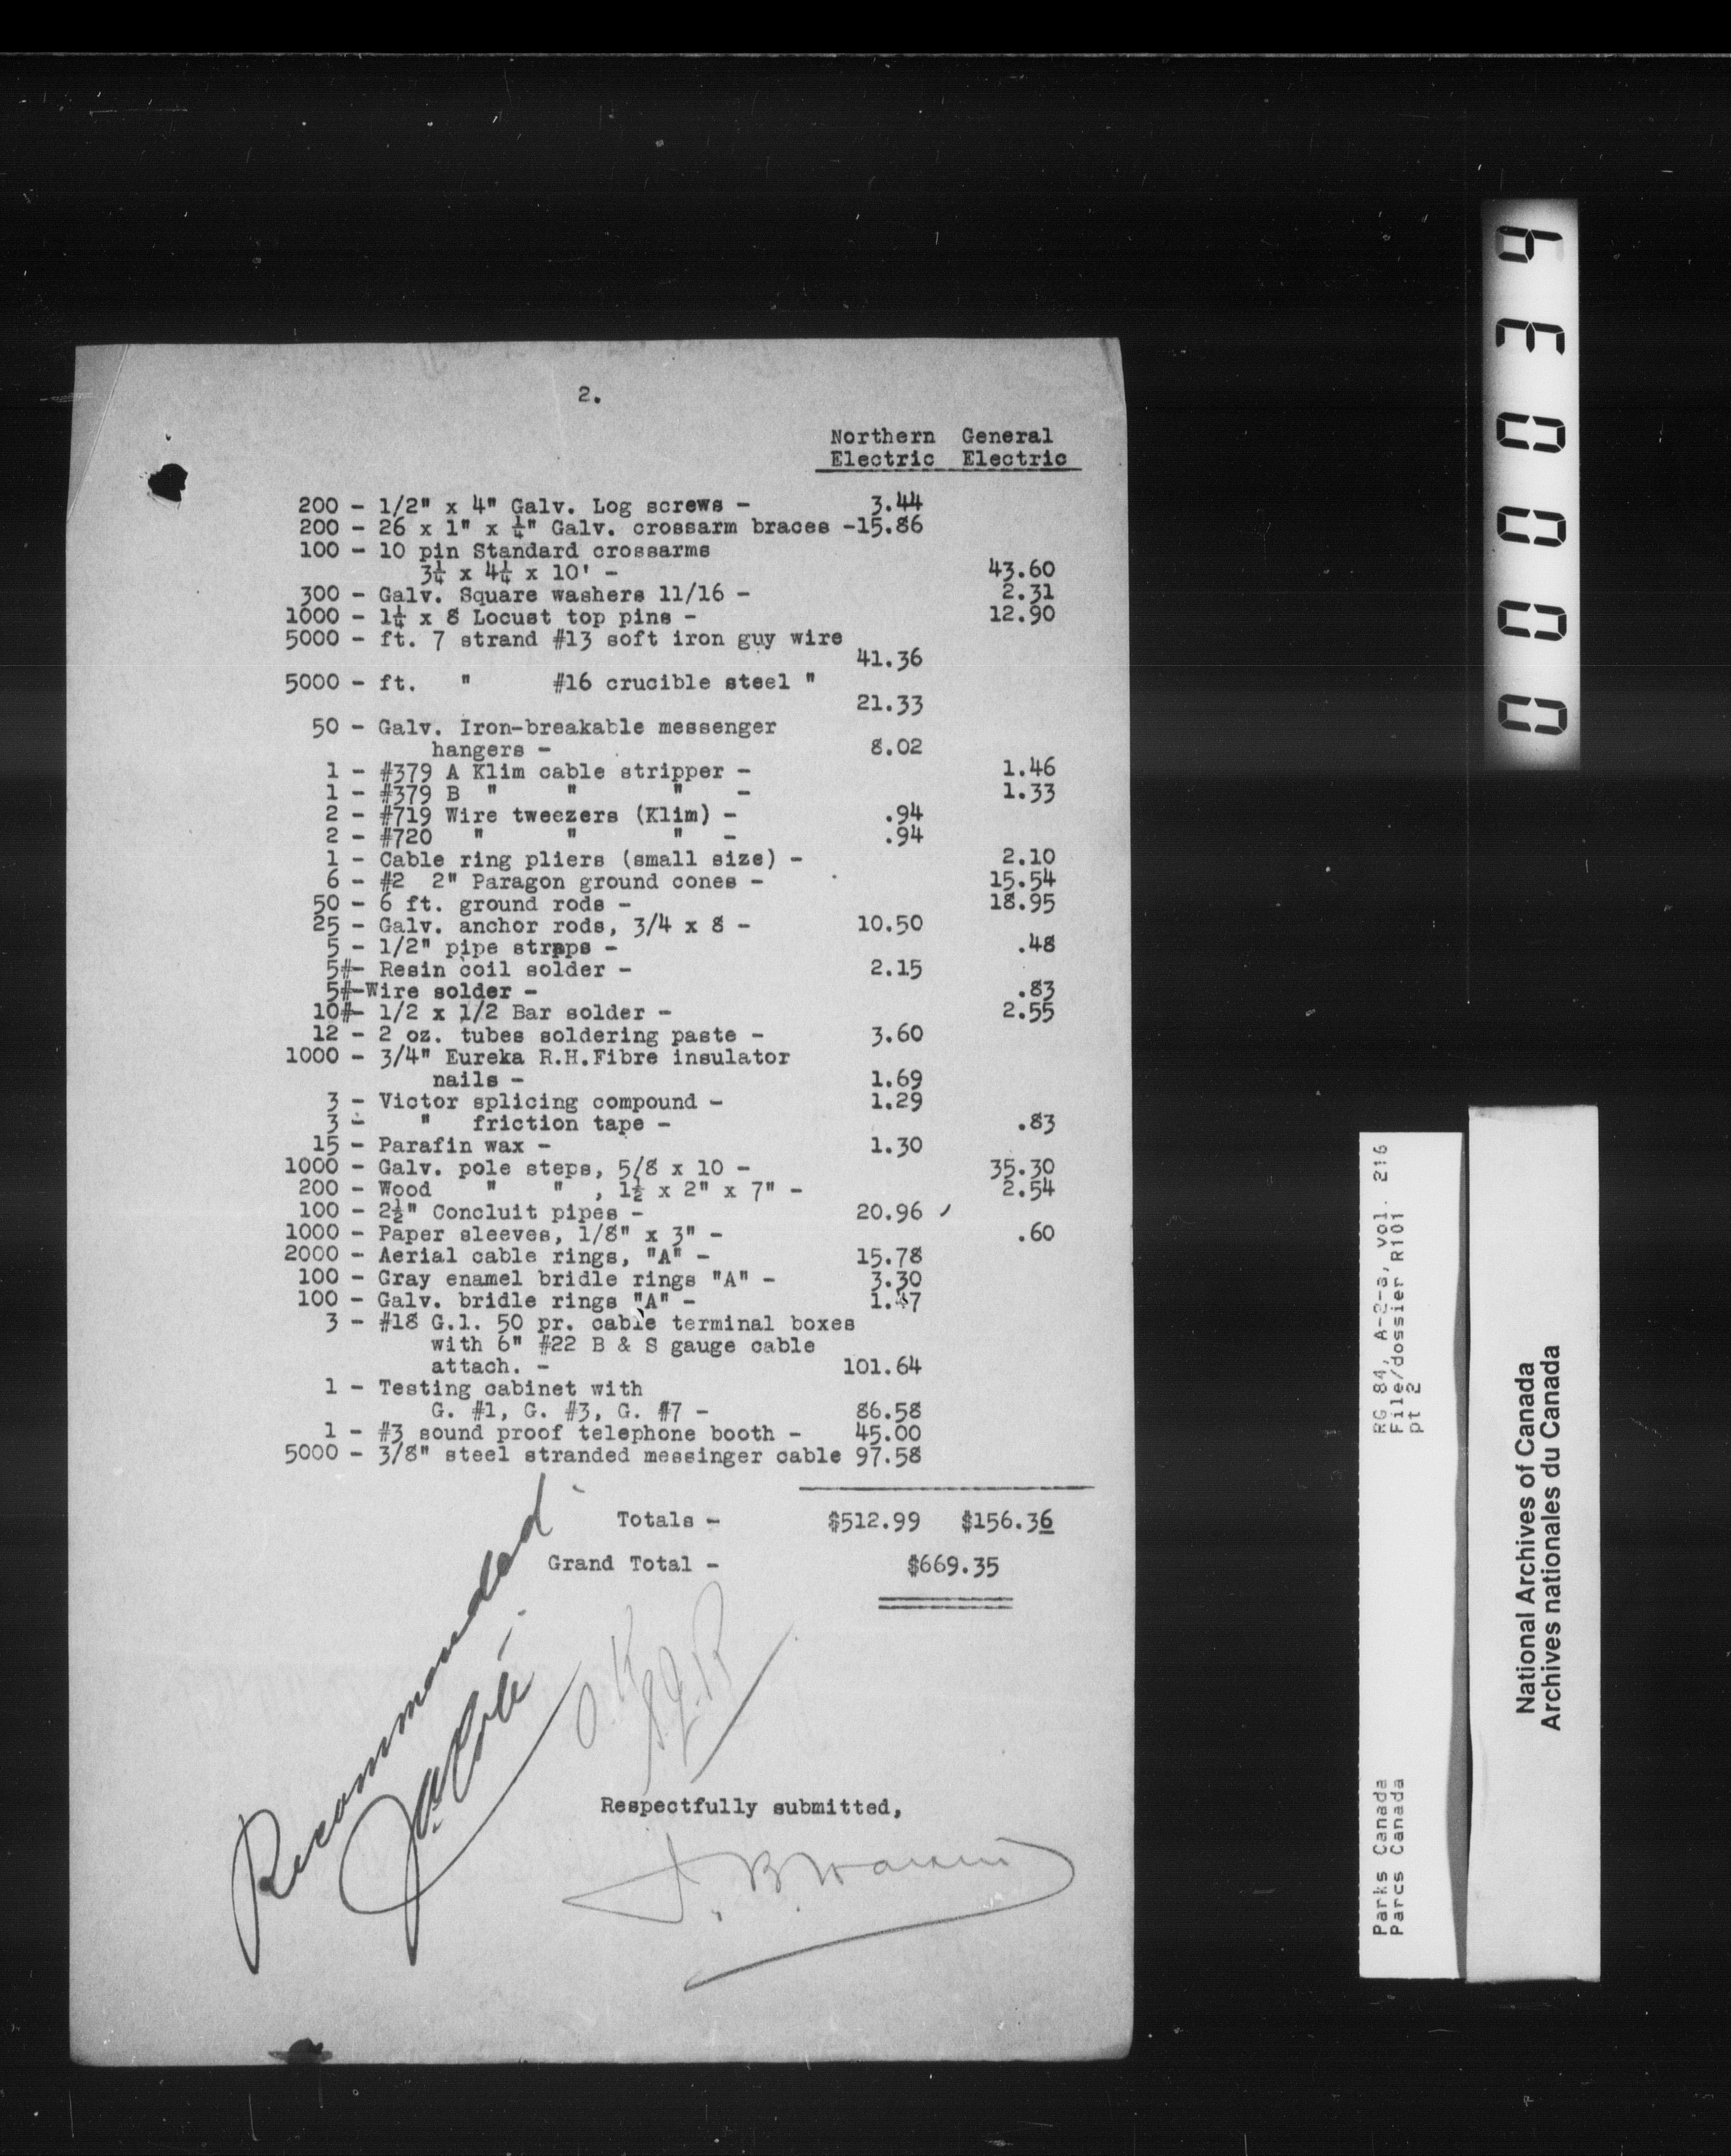 2.
Northern General
Electric Electric
200 - 1/2" x 4" Galv. Log screws - 3.44
200 - 26 x 1" x ¼" Galv. crossarm braces -15.86
100 - 10 pin Standard crossarms
3¼ x 4¼ x 10' - 43.60
300 - Galv. Square washers 11/16 - 2.31
1000 - 1¼ x 8 Locust top pins - 12.90
5000 - ft. 7 strand #13 soft iron guy wire
41.36
5000 - ft. " #16 crucible steel "
21.33
50 - Galv. Iron-breakable messenger
hangers - 8.02
1 - #379 A Klim cable stripper - 1.46
1 - #379 B " " " - 1.33
2 - #719 Wire tweezers (Klim) - .94
2 - #720 " " " - .94
1 - Cable ring pliers (small size) - 2.10
6 - #2 2" Paragon ground cones - 15.54
50 - 6 ft. ground rods - 18.95
25 - Galv. anchor rods, 3/4 x 8 - 10.50
5 - 1/2" pipe straps - .48
5#- Resin coil solder - 2.15
5#-Wire solder - .83
10#- 1/2 x 1/2 Bar solder - 2.55
12 - 2 oz. tubes soldering paste - 3.60
1000 - 3/4" Eureka R.H.Fibre insulator
nails - 1.69
3 - Victor splicing compound - 1.29
3 - " friction tape - .83
15 - Parafin wax - 1.30
1000 - Galv. pole steps, 5/8 x 10 - 35.30
200 - Wood " " , 1½ x 2" x 7" - 2.54
100 - 2½" Concluit pipes - 20.96
1000 - Paper sleeves, 1/8" x 3" - .60
2000 - Aerial cable rings, "A" - 15.78
100 - Gray enamel bridle rings "A" - 3.30
100 - Galv. bridle rings "A" - 1.47
3 - #18 G.l. 50 pr. cable terminal boxes
with 6" #22 B & S gauge cable
attach. - 101.64
1 - Testing cabinet with
G. #1, G. #3, G. #7 - 86.58
1 - #3 sound proof telephone booth - 45.00
5000 - 3/8" steel stranded messinger cable 97.58
Totals - $512.99 $156.36
Grand Total - $669.35
Recommended
O.K
Respectfully submitted,
000034
RG 84, A-2-a, vol. 216
File/dossier R101
pt 2
Parks Canada
Parcs Canada
National Archives of Canada
Archives nationales du Canada